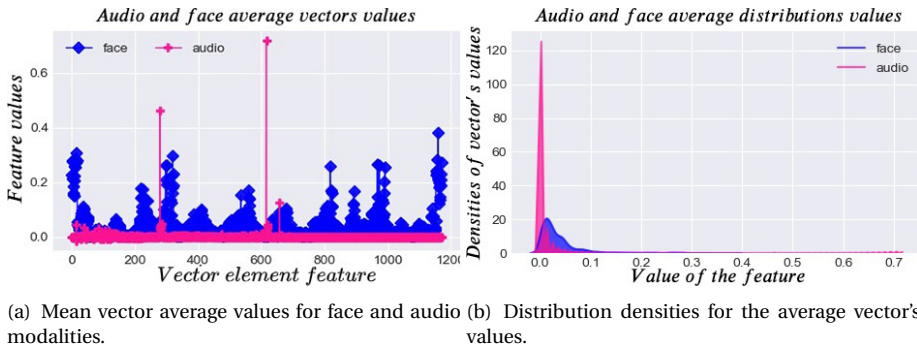 Audio and face average vectors values
face audio
Feature values
0.6
0.4
0.2
0.0
0 200 400 600 800 1000 1200
Vector element feature
(a) Mean vector average values for face and audio modalities.
Audio and face average distributions values
face
audio
Densities of vector's values
120
100
80
60
40
20
0
0.0 0.1 0.2 0.3 0.4 0.5 0.6 0.7
Value of the feature
(b) Distribution densities for the average vector's values.